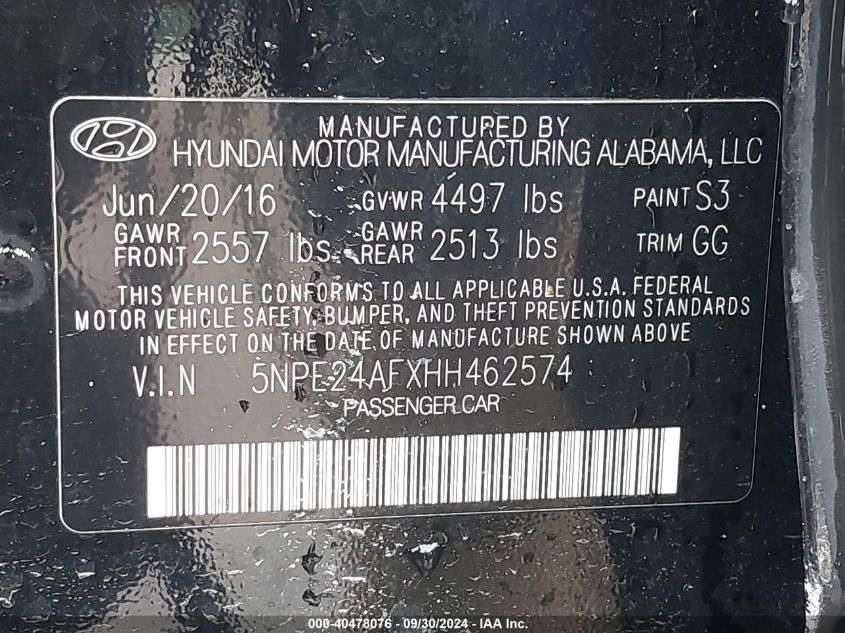 MANUFACTURED BY
HYUNDAI MOTOR MANUFACTURING ALABAMA, LLC
Jun/20/16 GVWR 4497 lbs PAINT S3
GAWR FRONT 2557 lbs GAWR REAR 2513 lbs TRIM GG
THIS VEHICLE CONFORMS TO ALL APPLICABLE U.S.A. FEDERAL
MOTOR VEHICLE SAFETY, BUMPER, AND THEFT PREVENTION STANDARDS
IN EFFECT ON THE DATE OF MANUFACTURE SHOWN ABOVE
V.I.N 5NPE24AFXHH462574
PASSENGER CAR
000-40478076 - 09/30/2024 - IAA Inc.